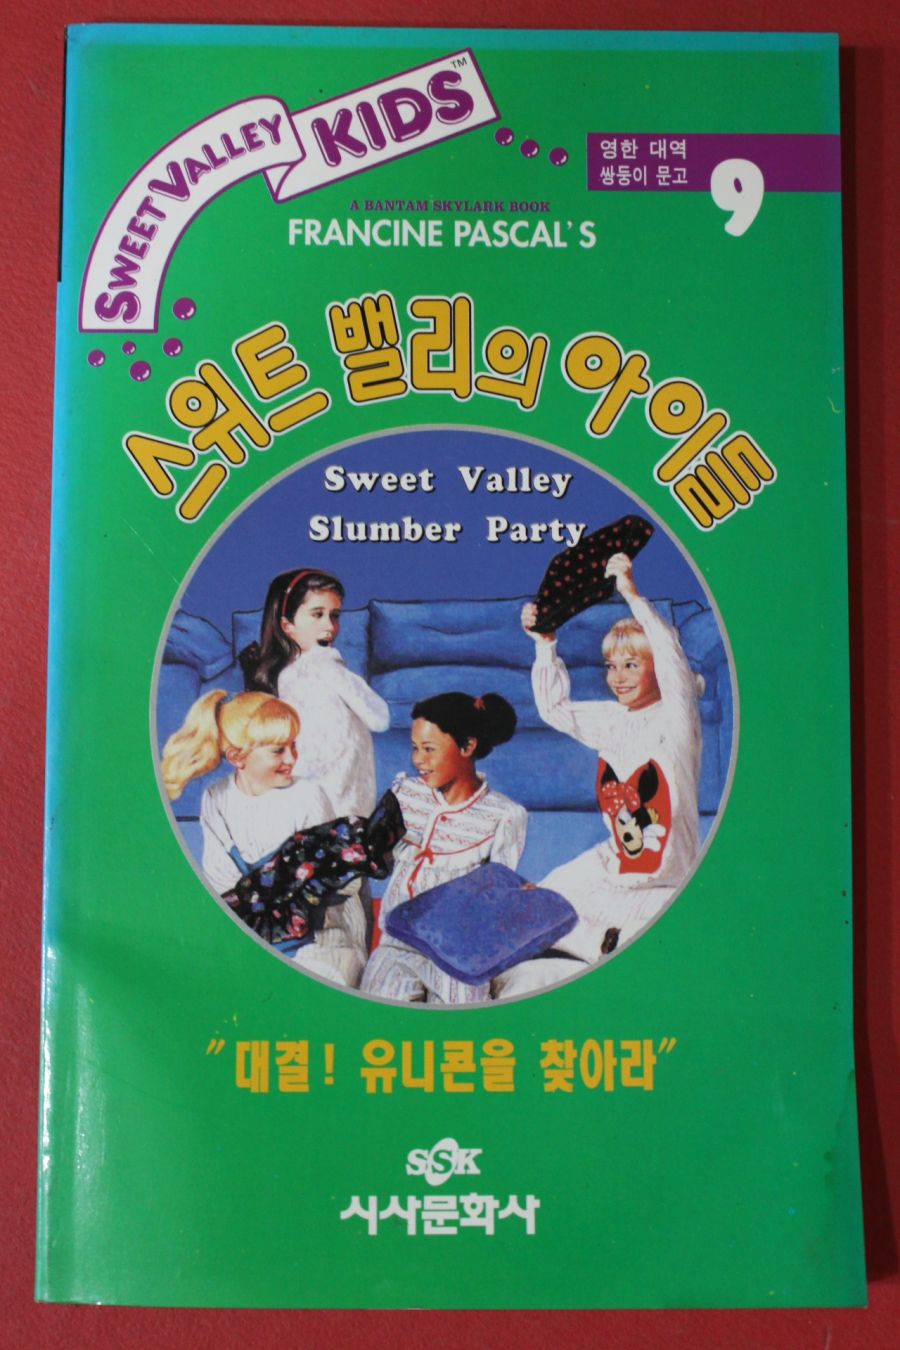 SWEET VALLEY KIDS™
영한 대역
쌍둥이 문고
9
A BANTAM SKYLARK BOOK
FRANCINE PASCAL'S
스위트 밸리의 아이들
Sweet Valley
Slumber Party
"대결! 유니콘을 찾아라"
SSK
시사문화사